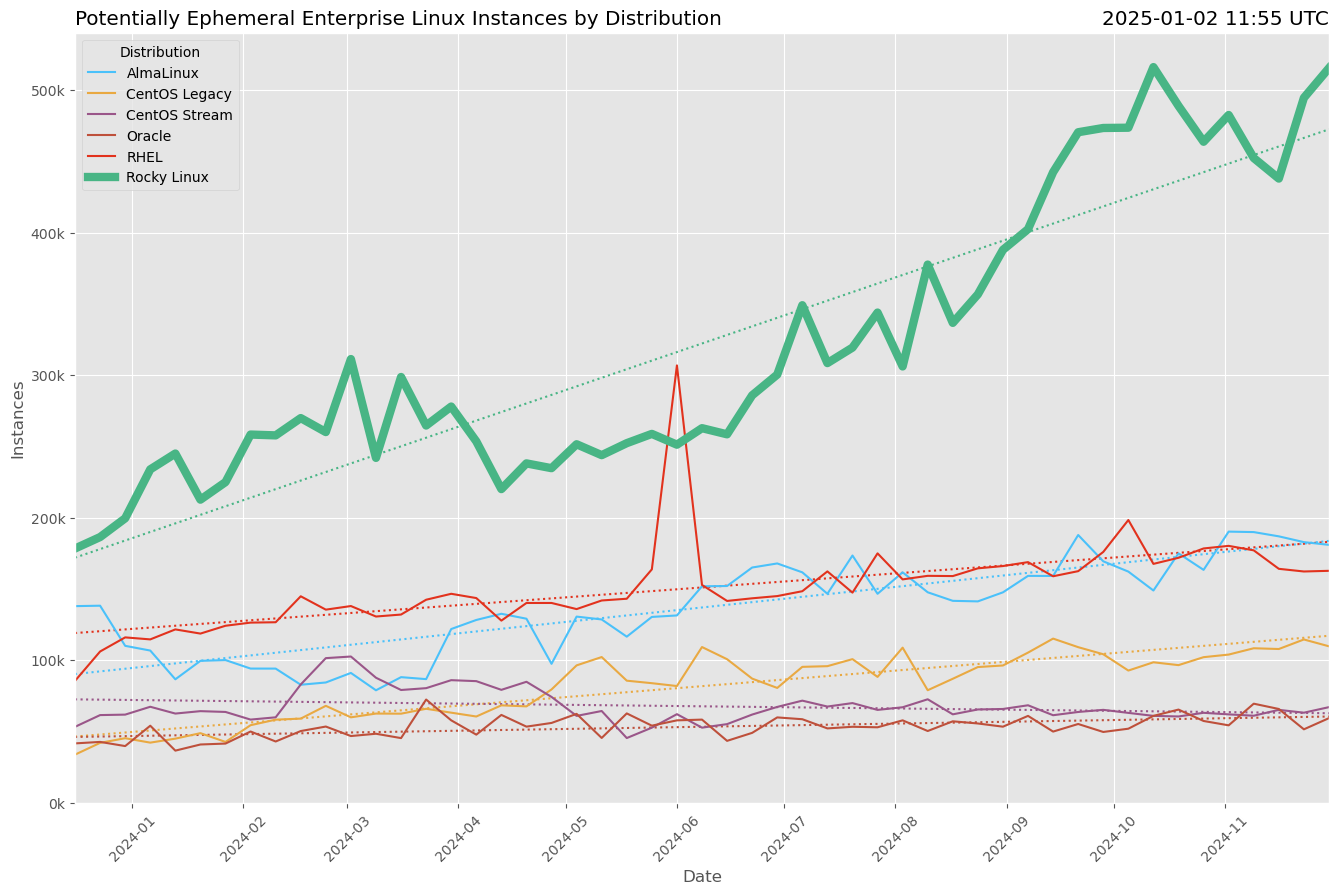 Potentially Ephemeral Enterprise Linux Instances by Distribution
2025-01-02 11:55 UTC
Distribution
AlmaLinux
CentOS Legacy
CentOS Stream
Oracle
RHEL
Rocky Linux
500k
400k
300k
200k
100k
0k
Instances
2024-01
2024-02
2024-03
2024-04
2024-05
2024-06
2024-07
2024-08
2024-09
2024-10
2024-11
Date